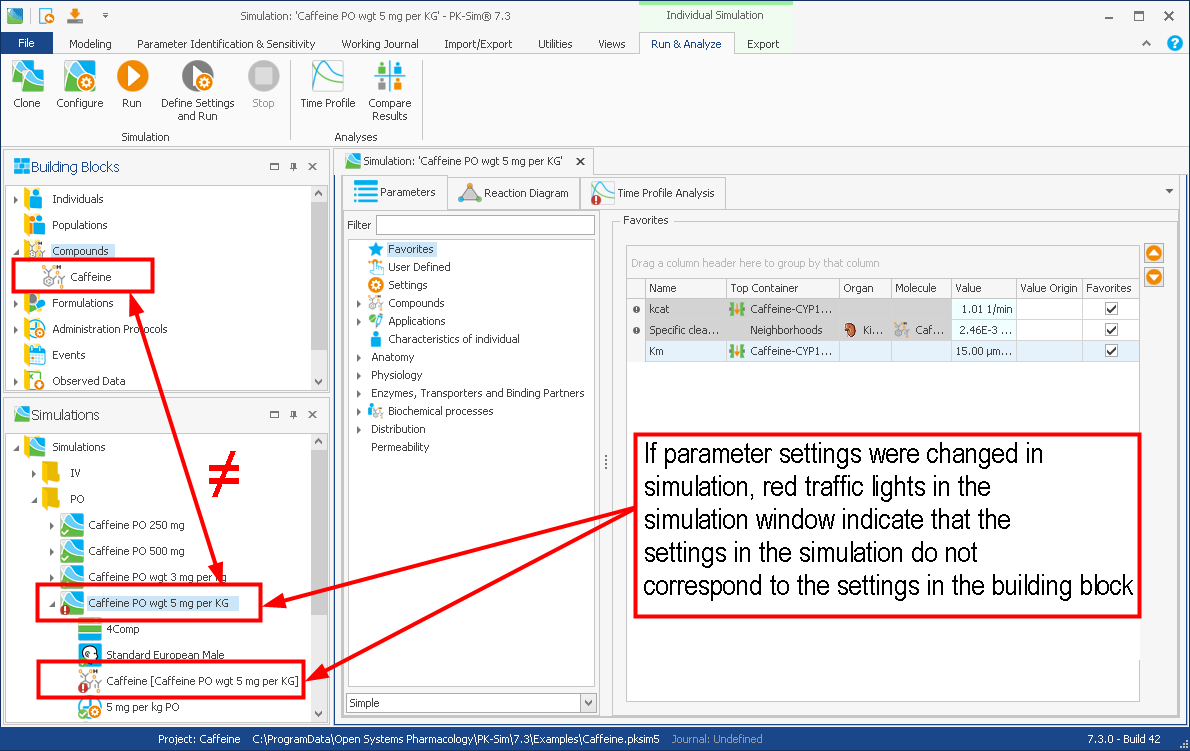 Simulation: 'Caffeine PO wgt 5 mg per KG' - PK-Sim® 7.3
Individual Simulation
File
Modeling
Parameter Identification & Sensitivity
Working Journal
Import/Export
Utilities
Views
Run & Analyze
Export
Clone
Configure
Run
Define Settings
and Run
Stop
Time Profile
Compare
Results
Simulation
Analyses
Building Blocks
Individuals
Populations
Compounds
Caffeine
Formulations
Administration Protocols
Events
Observed Data
Simulations
Simulations
IV
PO
Caffeine PO 250 mg
Caffeine PO 500 mg
Caffeine PO wgt 3 mg per kg
Caffeine PO wgt 5 mg per KG
4Comp
Standard European Male
Caffeine [Caffeine PO wgt 5 mg per KG]
5 mg per kg PO
≠
Simulation: 'Caffeine PO wgt 5 mg per KG'
Parameters
Reaction Diagram
Time Profile Analysis
Filter
Favorites
User Defined
Settings
Compounds
Applications
Characteristics of individual
Anatomy
Physiology
Enzymes, Transporters and Binding Partners
Biochemical processes
Distribution
Permeability
Simple
Favorites
Drag a column header here to group by that column
Name Top Container Organ Molecule Value Value Origin Favorites
kcat Caffeine-CYP1... 1.01 1/min
Specific clea... Neighborhoods Ki... Caf... 2.46E-3 ...
Km Caffeine-CYP1... 15.00 µm...
If parameter settings were changed in
simulation, red traffic lights in the
simulation window indicate that the
settings in the simulation do not
correspond to the settings in the building block
Project: Caffeine C:\ProgramData\Open Systems Pharmacology\PK-Sim\7.3\Examples\Caffeine.pksim5 Journal: Undefined 7.3.0 - Build 42